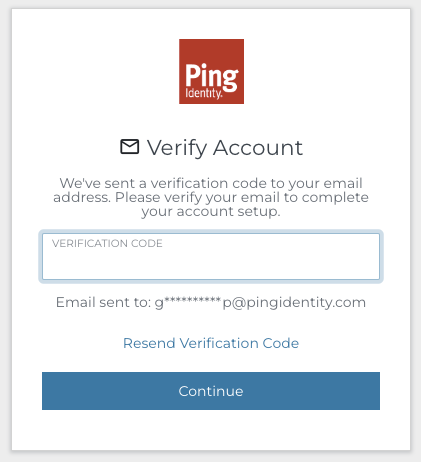 Ping
Identity.
Verify Account
We've sent a verification code to your email
address. Please verify your email to complete
your account setup.
VERIFICATION CODE
Email sent to: g**********p@pingidentity.com
Resend Verification Code
Continue